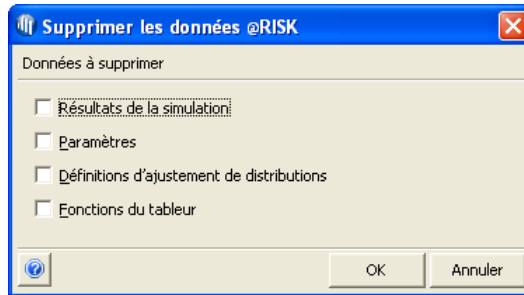 Supprimer les données @RISK
Données à supprimer
Résultats de la simulation
Paramètres
Définitions d'ajustement de distributions
Fonctions du tableur
OK Annuler